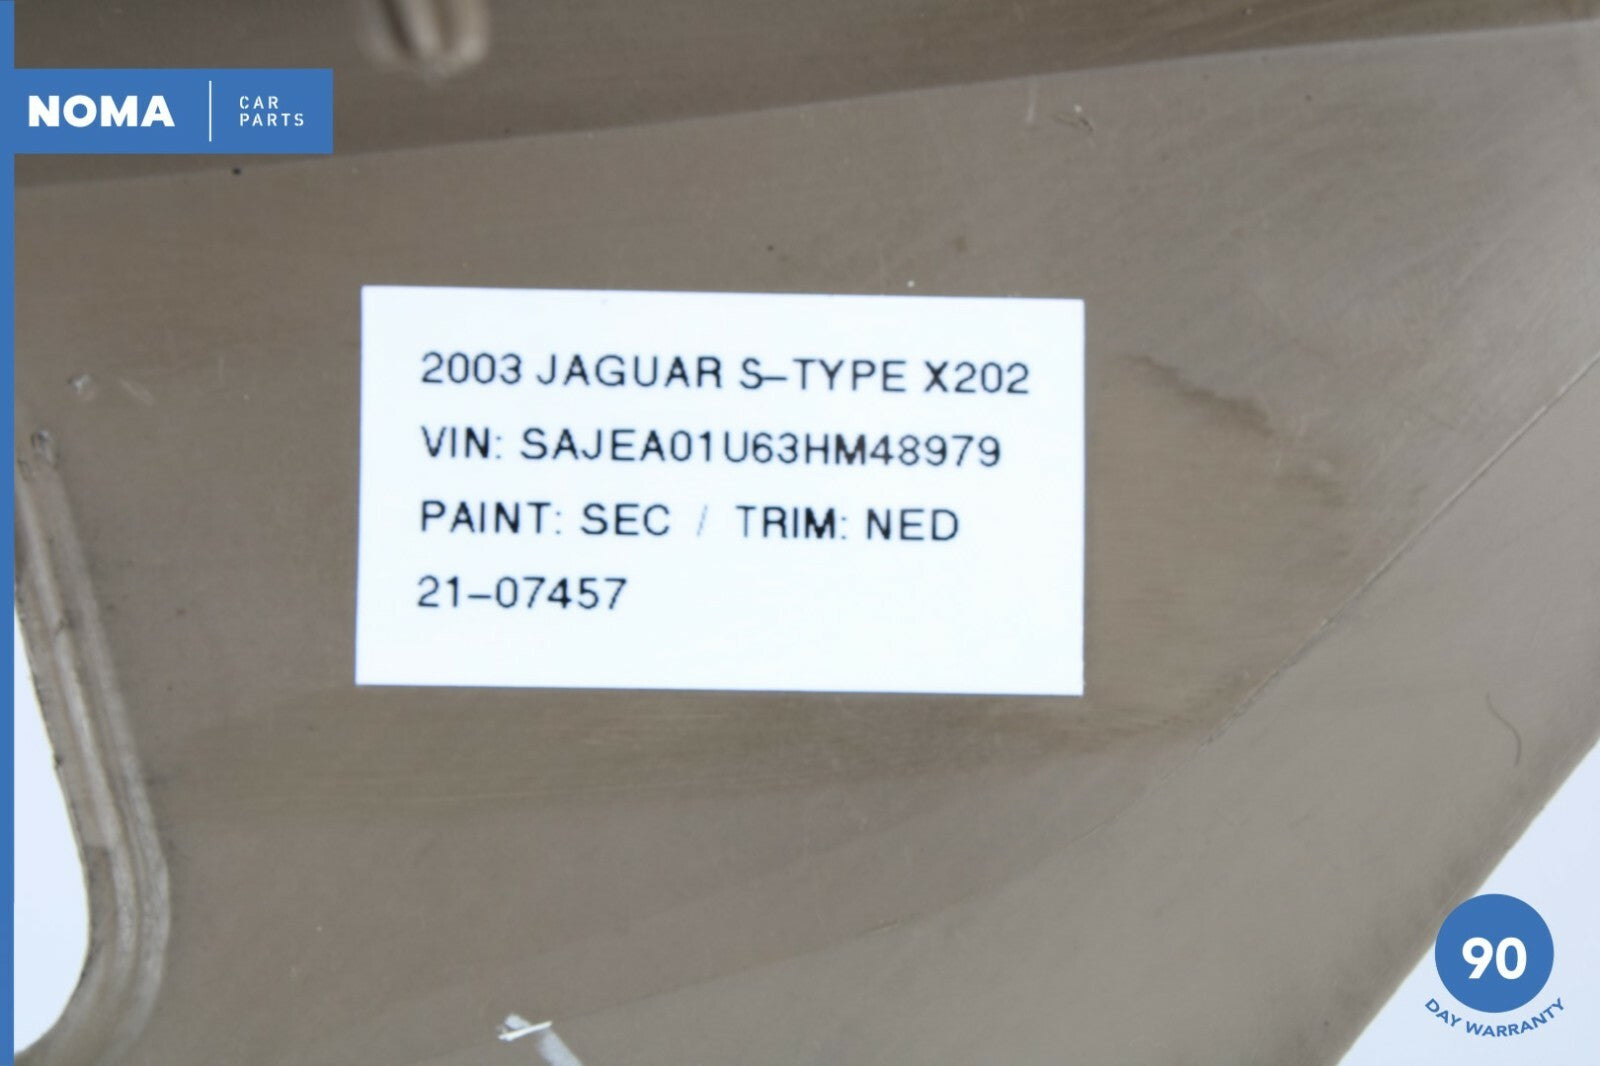 NOMA
CAR
PARTS
2003 JAGUAR S-TYPE X202
VIN: SAJEA01U63HM48979
PAINT: SEC / TRIM: NED
21-07457
90
DAY WARRANTY